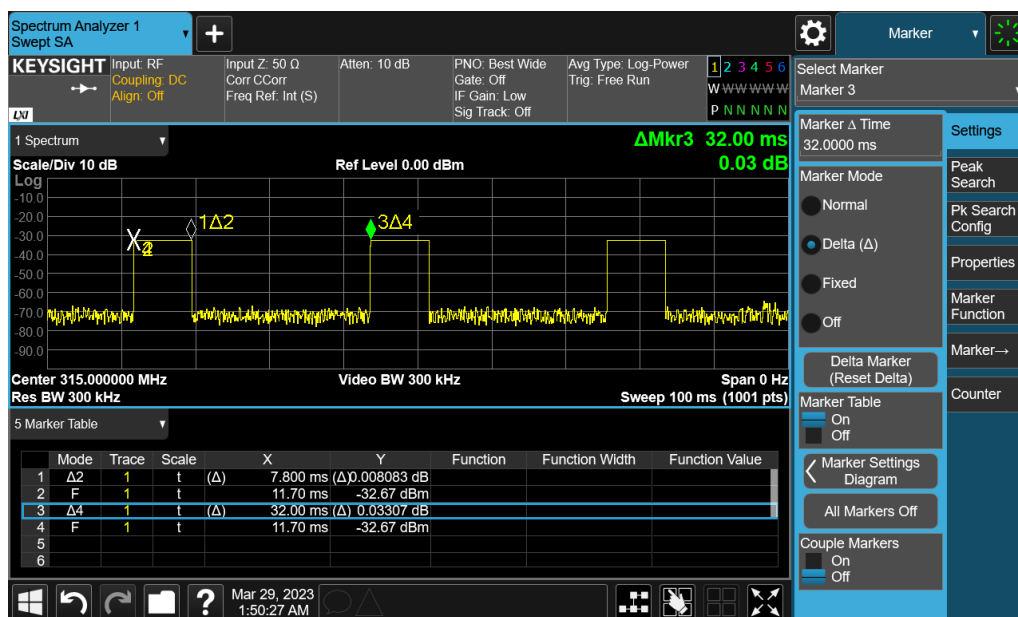 Spectrum Analyzer 1
Swept SA
+
Marker
KEYSIGHT
LXI
Input: RF
Coupling: DC
Align: Off
Input Z: 50 Ω
Corr CCorr
Freq Ref: Int (S)
Atten: 10 dB
PNO: Best Wide
Gate: Off
IF Gain: Low
Sig Track: Off
Avg Type: Log-Power
Trig: Free Run
1 2 3 4 5 6
W W W W W W
P N N N N N
Select Marker
Marker 3
1 Spectrum
ΔMkr3 32.00 ms
0.03 dB
Scale/Div 10 dB
Ref Level 0.00 dBm
Log
-10.0
-20.0
-30.0
-40.0
-50.0
-60.0
-70.0
-80.0
-90.0
1Δ2
3Δ4
Center 315.000000 MHz
Video BW 300 kHz
Span 0 Hz
Res BW 300 kHz
Sweep 100 ms (1001 pts)
5 Marker Table
Mode Trace Scale X Y Function Function Width Function Value
1 Δ2 1 t (Δ) 7.800 ms (Δ)0.008083 dB
2 F 1 t 11.70 ms -32.67 dBm
3 Δ4 1 t (Δ) 32.00 ms (Δ) 0.03307 dB
4 F 1 t 11.70 ms -32.67 dBm
5
6
Marker Δ Time
32.0000 ms
Marker Mode
Normal
Delta (Δ)
Fixed
Off
Delta Marker
(Reset Delta)
Marker Table
On
Off
Marker Settings
Diagram
All Markers Off
Couple Markers
On
Off
Settings
Peak
Search
Pk Search
Config
Properties
Marker
Function
Marker→
Counter
?
Mar 29, 2023
1:50:27 AM